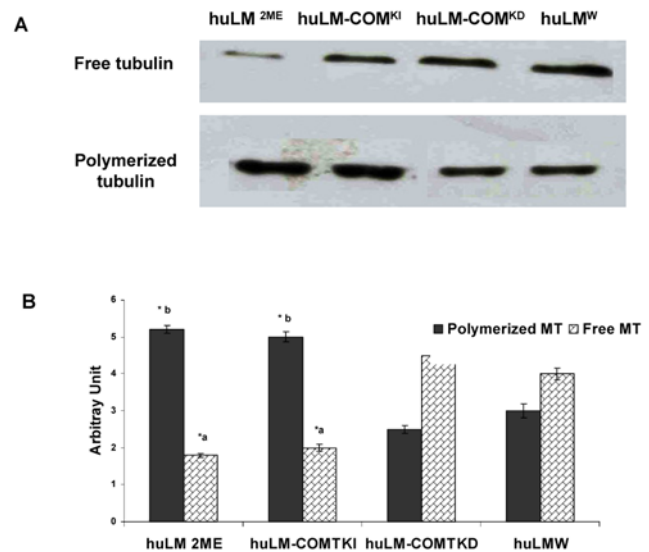 A
huLM 2ME huLM-COMKI huLM-COMKD huLMW
Free tubulin
Polymerized
tubulin
B
Arbitray Unit
6
5
4
3
2
1
0
* b
*a
* b
*a
Polymerized MT Free MT
huLM 2ME huLM-COMTKI huLM-COMTKD huLMW